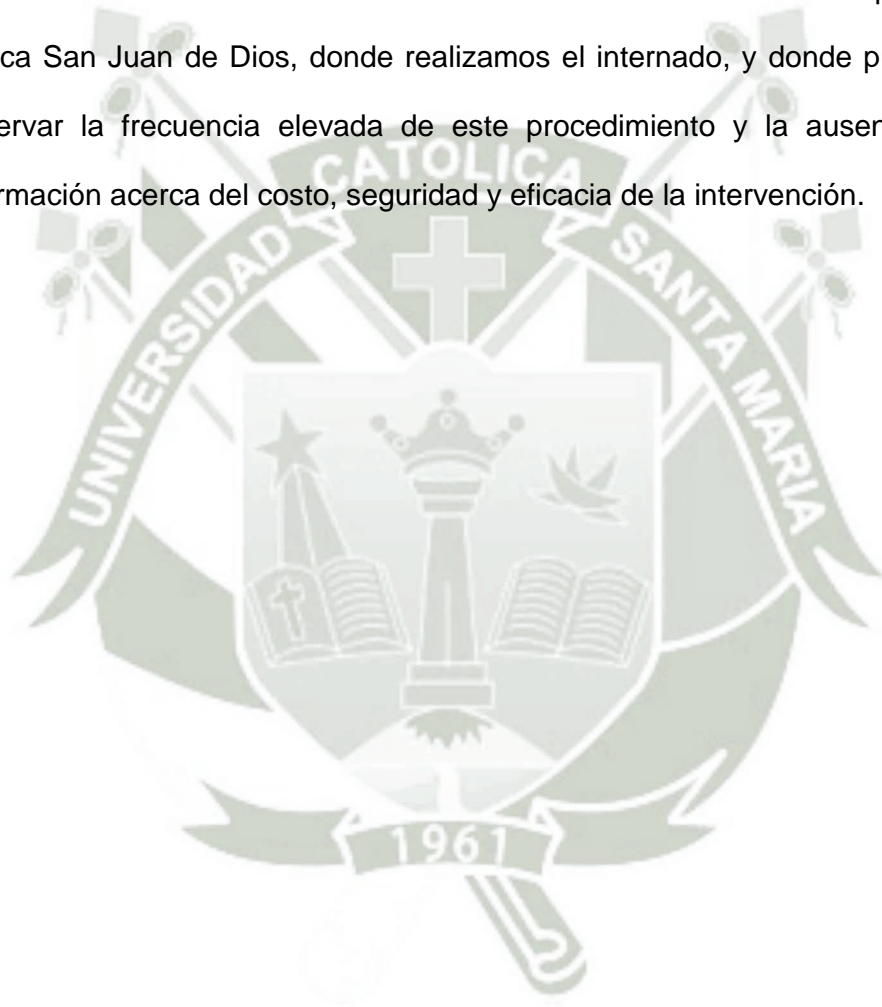 ca San Juan de Dios, donde realizamos el internado, y donde p
ervar la frecuencia elevada de este procedimiento y la ausen
rmación acerca del costo, seguridad y eficacia de la intervención.
UNIVERSIDAD CATOLICA SANTA MARIA
1961